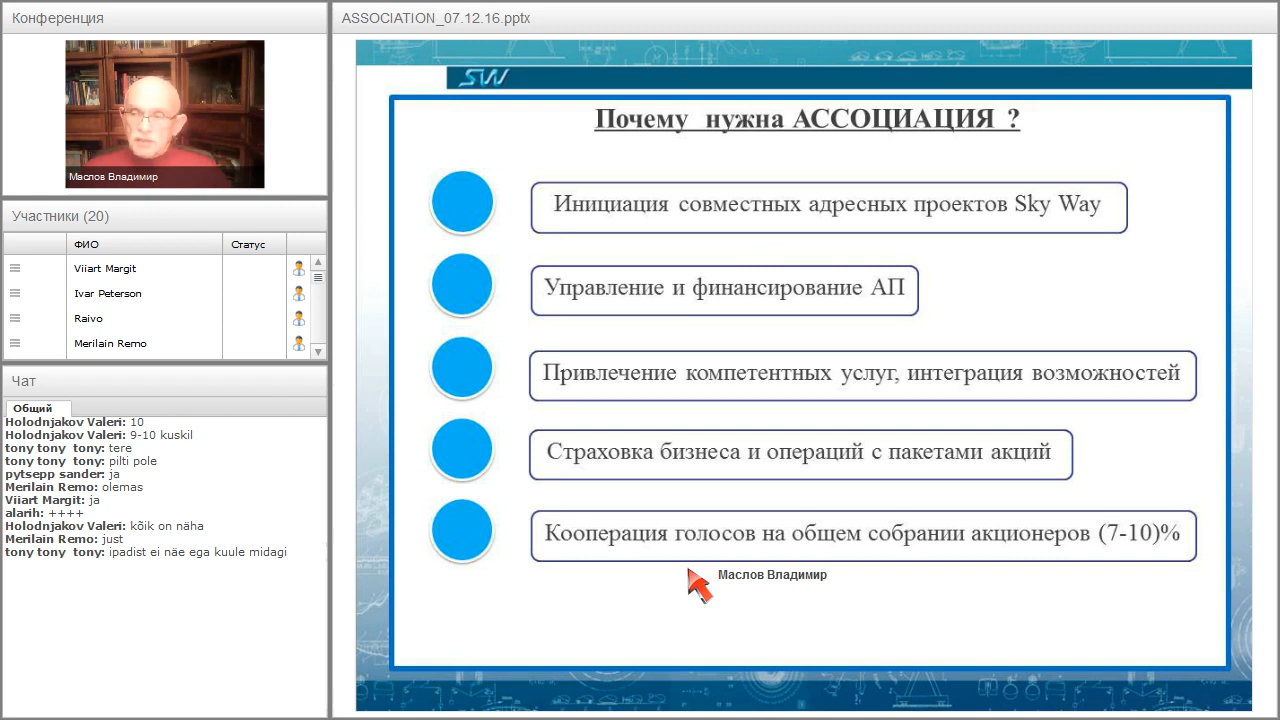 Конференция
Маслов Владимир
Участники (20)
ФИО
Статус
Viiart Margit
Ivar Peterson
Raivo
Merilain Remo
Чат
Общий
Holodnjakov Valeri: 10
Holodnjakov Valeri: 9-10 kuskil
tony tony tony: tere
tony tony tony: pilti pole
pytsepp sander: ja
Merilain Remo: olemas
Viiart Margit: ja
alarih: ++++
Holodnjakov Valeri: kõik on näha
Merilain Remo: just
tony tony tony: ipadist ei näe ega kuule midagi
ASSOCIATION_07.12.16.pptx
SW
Почему нужна АССОЦИАЦИЯ ?
Инициация совместных адресных проектов Sky Way
Управление и финансирование АП
Привлечение компетентных услуг, интеграция возможностей
Страховка бизнеса и операций с пакетами акций
Кооперация голосов на общем собрании акционеров (7-10)%
Маслов Владимир